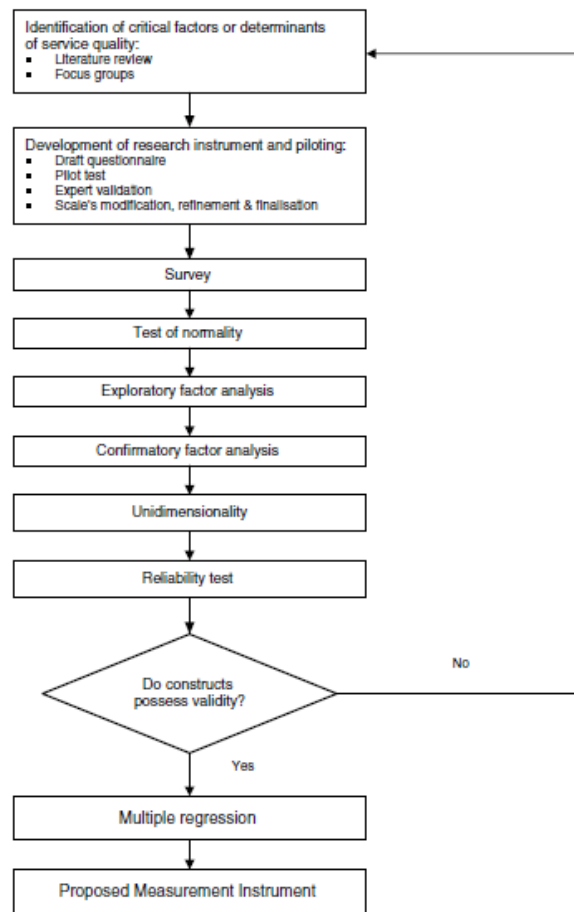 Identification of critical factors or determinants
of service quality:
▪ Literature review
▪ Focus groups
Development of research instrument and piloting:
▪ Draft questionnaire
▪ Pilot test
▪ Expert validation
▪ Scale's modification, refinement & finalisation
Survey
Test of normality
Exploratory factor analysis
Confirmatory factor analysis
Unidimensionality
Reliability test
Do constructs
possess validity?
No
Yes
Multiple regression
Proposed Measurement Instrument